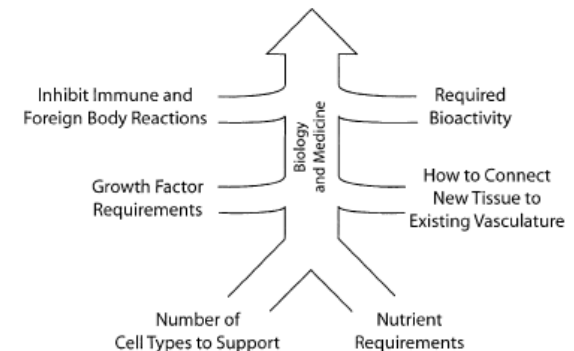 Inhibit Immune and
Foreign Body Reactions
Required
Bioactivity
Biology
and Medicine
Growth Factor
Requirements
How to Connect
New Tissue to
Existing Vasculature
Number of
Cell Types to Support
Nutrient
Requirements